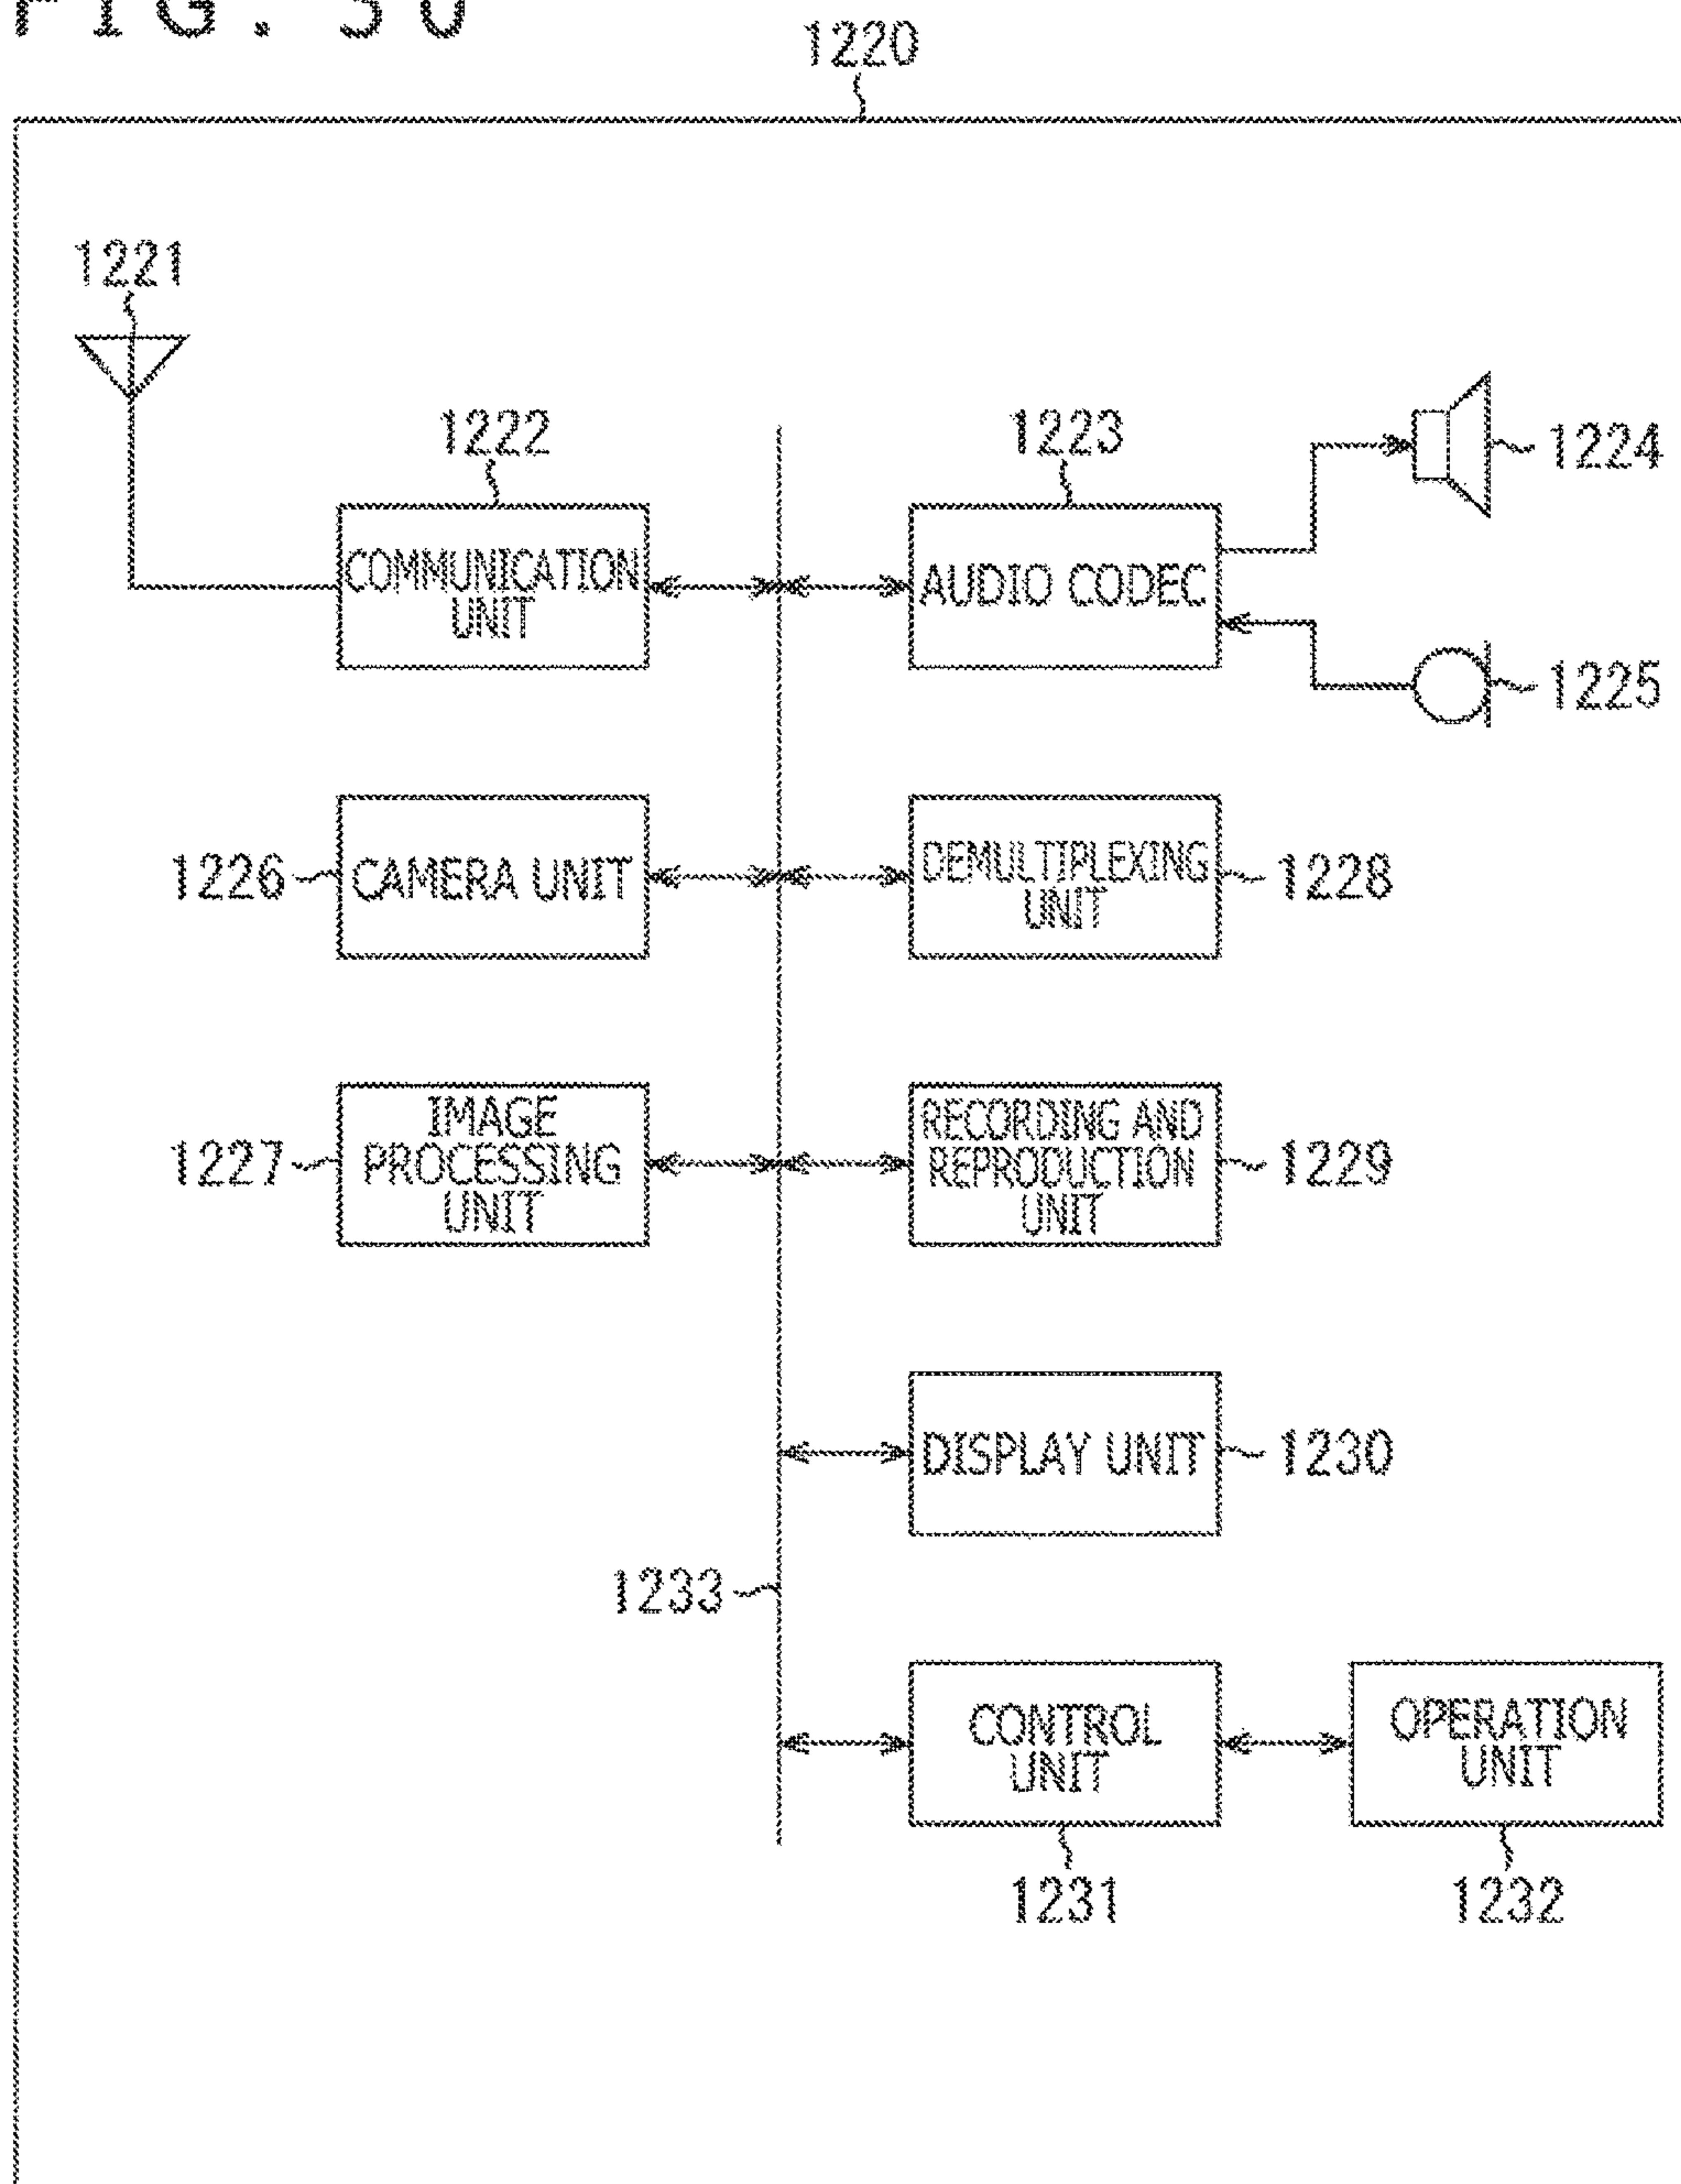 FIG. 30
1220
1221
1222
1223
1224
COMMUNICATION
UNIT
AUDIO CODEC
1225
1226
CAMERA UNIT
DEMULTIPLEXING
UNIT
1228
1227
IMAGE
PROCESSING
UNIT
RECORDING AND
REPRODUCTION
UNIT
1229
DISPLAY UNIT
1230
1233
CONTROL
UNIT
OPERATION
UNIT
1231
1232